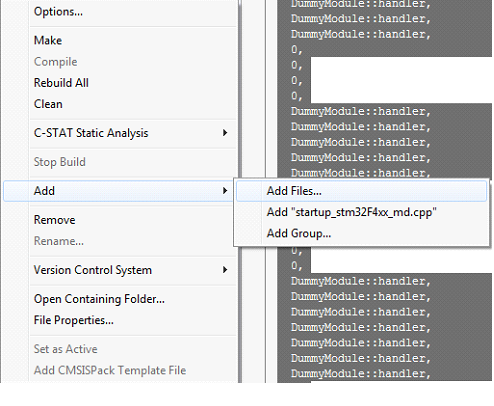 Options...
Make
Compile
Rebuild All
Clean
C-STAT Static Analysis
Stop Build
Add
Remove
Rename...
Version Control System
Open Containing Folder...
File Properties...
Set as Active
Add CMSISPack Template File
Add Files...
Add "startup_stm32F4xx_md.cpp"
Add Group...
DummyModule::handler,
DummyModule::handler,
DummyModule::handler,
0,
0,
0,
0,
DummyModule::handler,
DummyModule::handler,
DummyModule::handler,
DummyModule::handler,
DummyModule::handler,
0,
0,
DummyModule::handler,
DummyModule::handler,
DummyModule::handler,
DummyModule::handler,
DummyModule::handler,
DummyModule::handler,
DummyModule::handler,